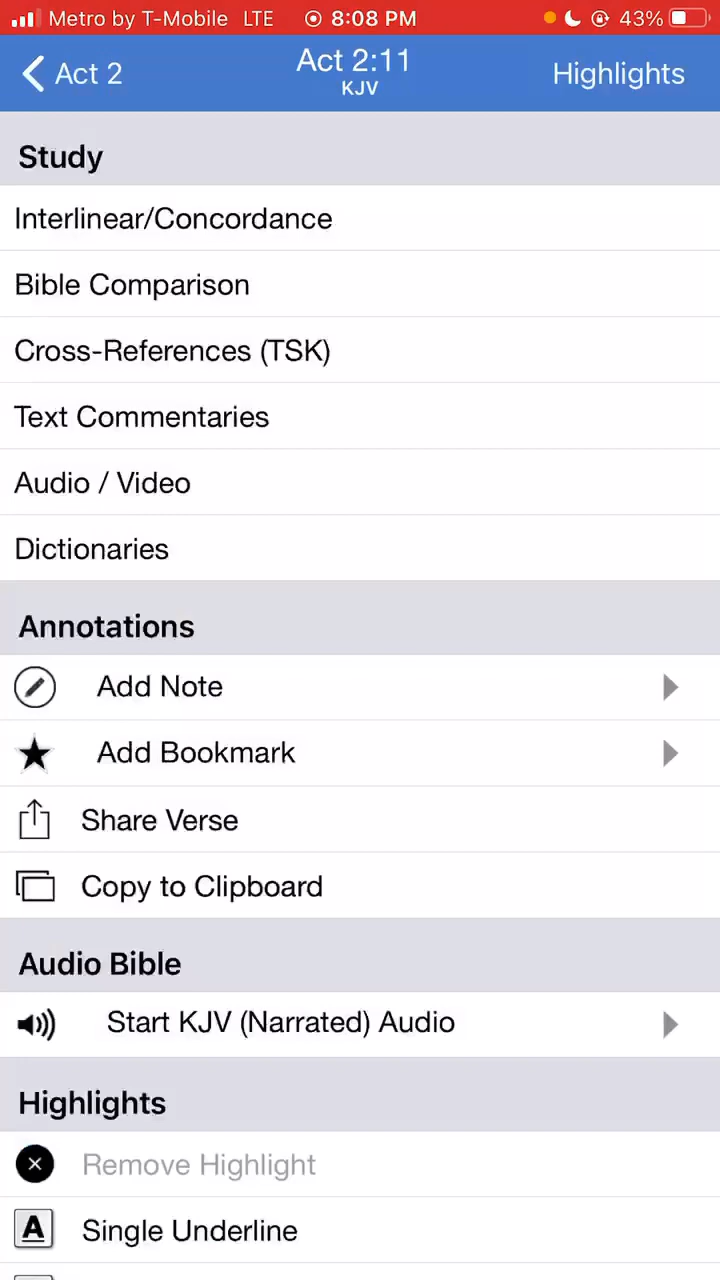 Metro by T-Mobile LTE 8:08 PM 43%
Act 2 Act 2:11 Highlights
KJV
Study
Interlinear/Concordance
Bible Comparison
Cross-References (TSK)
Text Commentaries
Audio / Video
Dictionaries
Annotations
Add Note
Add Bookmark
Share Verse
Copy to Clipboard
Audio Bible
Start KJV (Narrated) Audio
Highlights
Remove Highlight
A Single Underline